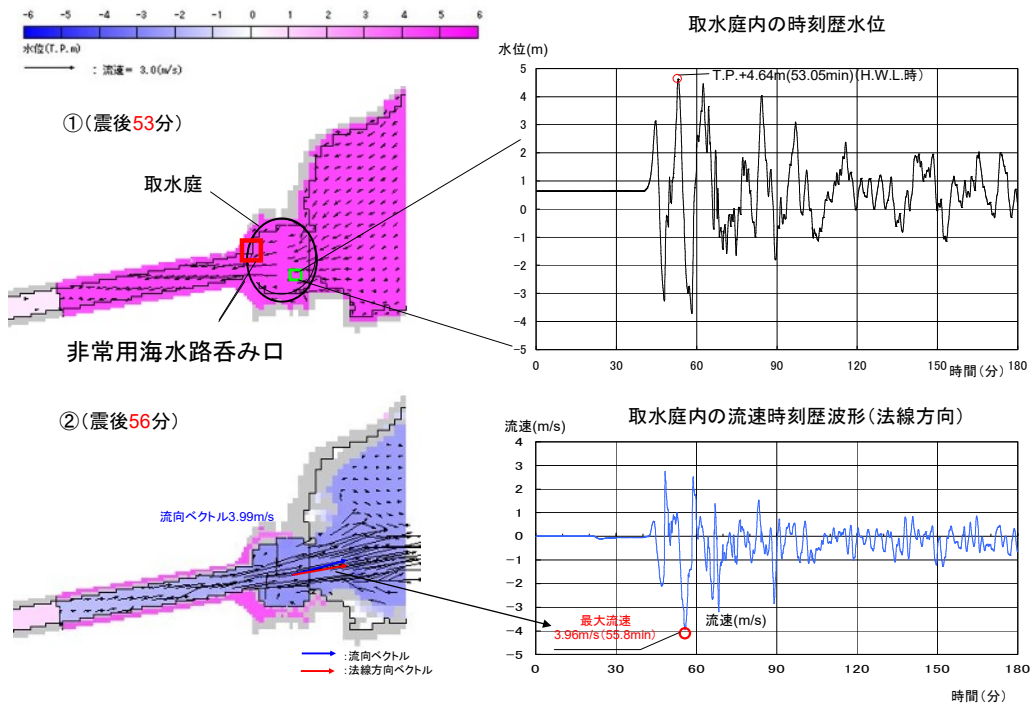 -6 -5 -4 -3 -2 -1 0 1 2 3 4 5 6
水位(T.P.m)
: 流速= 3.0(m/s)
①(震後53分)
取水庭
非常用海水路呑み口
取水庭内の時刻歴水位
水位(m)
T.P.+4.64m(53.05min)(H.W.L.時)
5
4
3
2
1
0
-1
-2
-3
-4
-5
0 30 60 90 120 150 180
時間(分)
②(震後56分)
流向ベクトル3.99m/s
:流向ベクトル
:法線方向ベクトル
取水庭内の流速時刻歴波形(法線方向)
流速(m/s)
4
3
2
1
0
-1
-2
-3
-4
-5
最大流速
3.96m/s(55.8min)
流速(m/s)
0 30 60 90 120 150 180
時間(分)